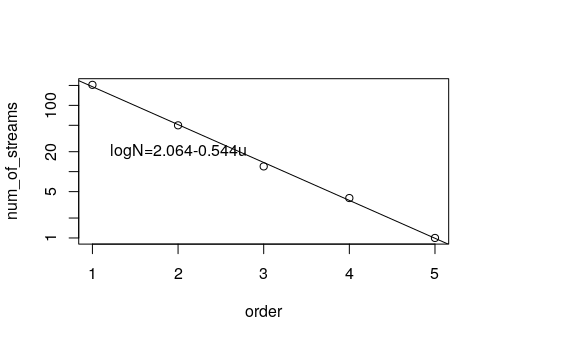 num_of_streams
100
20
5
1
logN=2.064-0.544u
1 2 3 4 5
order